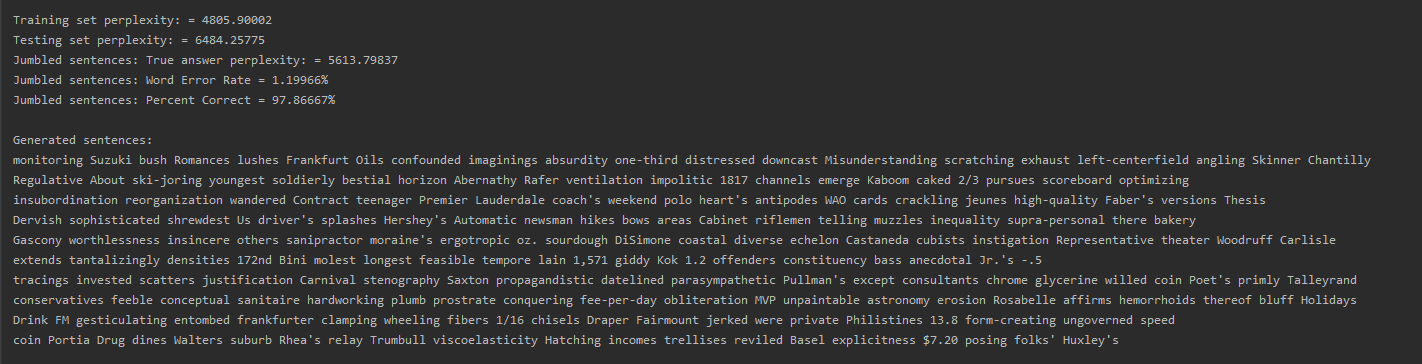 Training set perplexity: = 4805.90002
Testing set perplexity: = 6484.25775
Jumbled sentences: True answer perplexity: = 5613.79837
Jumbled sentences: Word Error Rate = 1.19966%
Jumbled sentences: Percent Correct = 97.86667%
Generated sentences:
monitoring Suzuki bush Romances lushes Frankfurt Oils confounded imaginings absurdity one-third distressed downcast Misunderstanding scratching exhaust left-centerfield angling Skinner Chantilly
Regulative About ski-joring youngest soldierly bestial horizon Abernathy Rafer ventilation impolitic 1817 channels emerge Kaboom caked 2/3 pursues scoreboard optimizing
insubordination reorganization wandered Contract teenager Premier Lauderdale coach's weekend polo heart's antipodes WAO cards crackling jeunes high-quality Faber's versions Thesis
Dervish sophisticated shrewdest Us driver's splashes Hershey's Automatic newsman hikes bows areas Cabinet riflemen telling muzzles inequality supra-personal there bakery
Gascony worthlessness insincere others sanipractor moraine's ergotropic oz. sourdough DiSimone coastal diverse echelon Castaneda cubists instigation Representative theater Woodruff Carlisle
extends tantalizingly densities 172nd Bini molest longest feasible tempore lain 1,571 giddy Kok 1.2 offenders constituency bass anecdotal Jr.'s -.5
tracings invested scatters justification Carnival stenography Saxton propagandistic datelined parasympathetic Pullman's except consultants chrome glycerine willed coin Poet's primly Talleyrand
conservatives feeble conceptual sanitaire hardworking plumb prostrate conquering fee-per-day obliteration MVP unpaintable astronomy erosion Rosabelle affirms hemorrhoids thereof bluff Holidays
Drink FM gesticulating entombed frankfurter clamping wheeling fibers 1/16 chisels Draper Fairmount jerked were private Philistines 13.8 form-creating ungoverned speed
coin Portia Drug dines Walters suburb Rhea's relay Trumbull viscoelasticity Hatching incomes trellises reviled Basel explicitness $7.20 posing folks' Huxley's